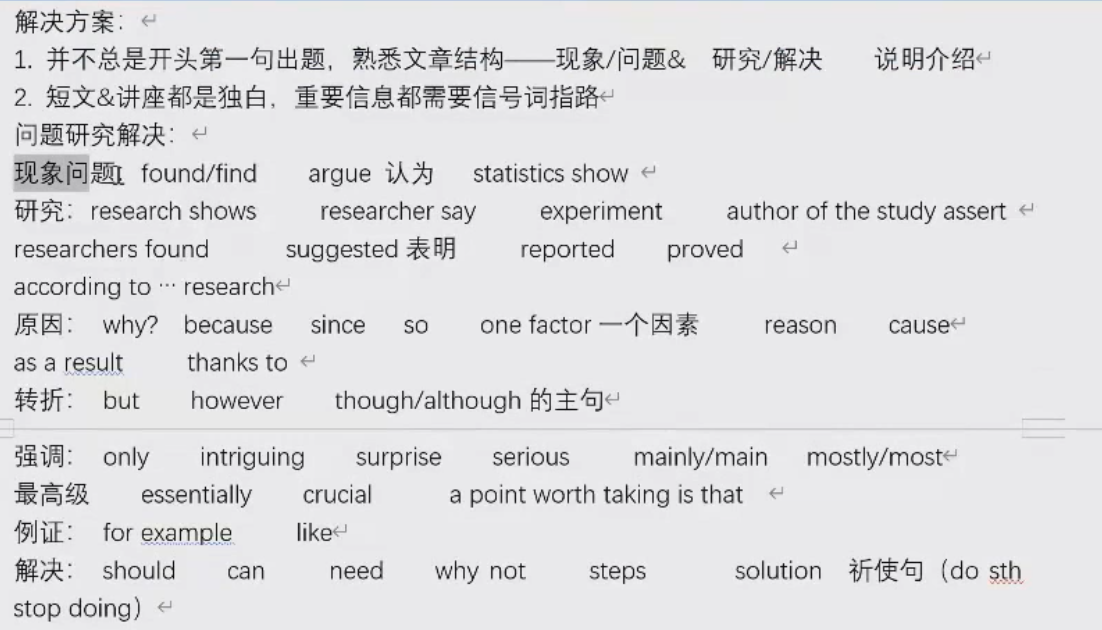 解决方案：
1. 并不总是开头第一句出题，熟悉文章结构——现象/问题& 研究/解决 说明介绍
2. 短文&讲座都是独白，重要信息都需要信号词指路
问题研究解决：
现象问题： found/find argue 认为 statistics show
研究：research shows researcher say experiment author of the study assert
researchers found suggested 表明 reported proved
according to … research
原因： why? because since so one factor 一个因素 reason cause
as a result thanks to
转折： but however though/although 的主句
强调： only intriguing surprise serious mainly/main mostly/most
最高级 essentially crucial a point worth taking is that
例证： for example like
解决： should can need why not steps solution 祈使句（do sth
stop doing）